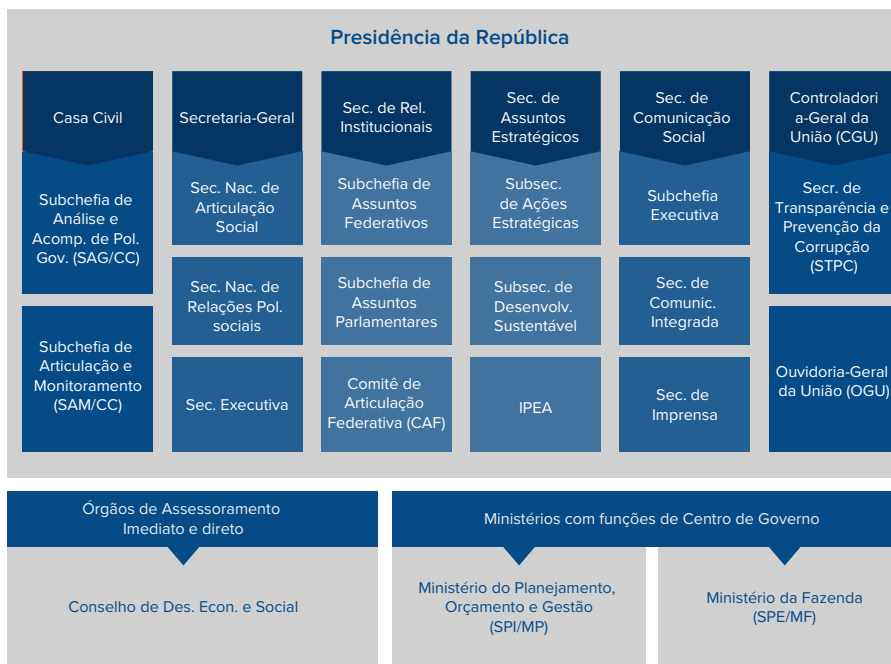 Presidência da República
Casa Civil
Subchefia de
Análise e
Acomp. de Pol.
Gov. (SAG/CC)
Subchefia de
Articulação e
Monitoramento
(SAM/CC)
Secretaria-Geral
Sec. Nac. de
Articulação
Social
Sec. Nac. de
Relações Pol.
sociais
Sec. Executiva
Sec. de Rel.
Institucionais
Subchefia de
Assuntos
Federativos
Subchefia de
Assuntos
Parlamentares
Comitê de
Articulação
Federativa (CAF)
Sec. de
Assuntos
Estratégicos
Subsec.
de Ações
Estratégicas
Subsec. de
Desenvolv.
Sustentável
IPEA
Sec. de
Comunicação
Social
Subchefia
Executiva
Sec. de
Comunic.
Integrada
Sec. de
Imprensa
Controladori
a-Geral da
União (CGU)
Secr. de
Transparência e
Prevenção da
Corrupção
(STPC)
Ouvidoria-Geral
da União (OGU)
Órgãos de Assessoramento
Imediato e direto
Conselho de Des. Econ. e Social
Ministérios com funções de Centro de Governo
Ministério do Planejamento,
Orçamento e Gestão
(SPI/MP)
Ministério da Fazenda
(SPE/MF)